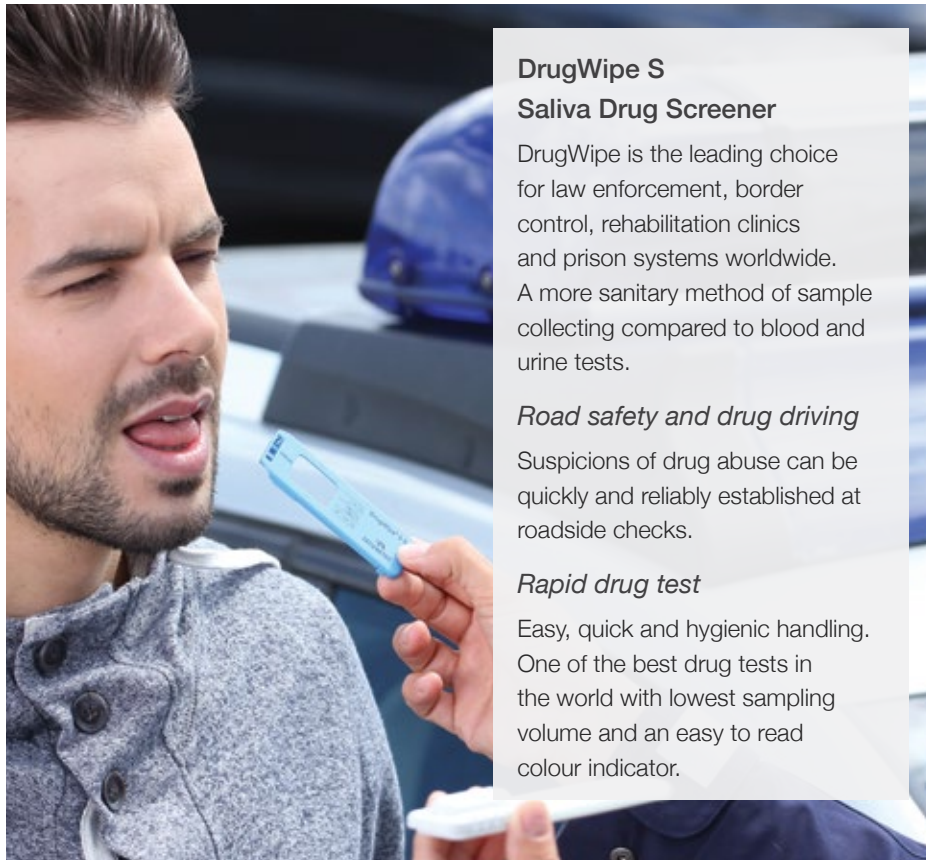 DrugWipe S
Saliva Drug Screener
DrugWipe is the leading choice
for law enforcement, border
control, rehabilitation clinics
and prison systems worldwide.
A more sanitary method of sample
collecting compared to blood and
urine tests.
Road safety and drug driving
Suspicions of drug abuse can be
quickly and reliably established at
roadside checks.
Rapid drug test
Easy, quick and hygienic handling.
One of the best drug tests in
the world with lowest sampling
volume and an easy to read
colour indicator.